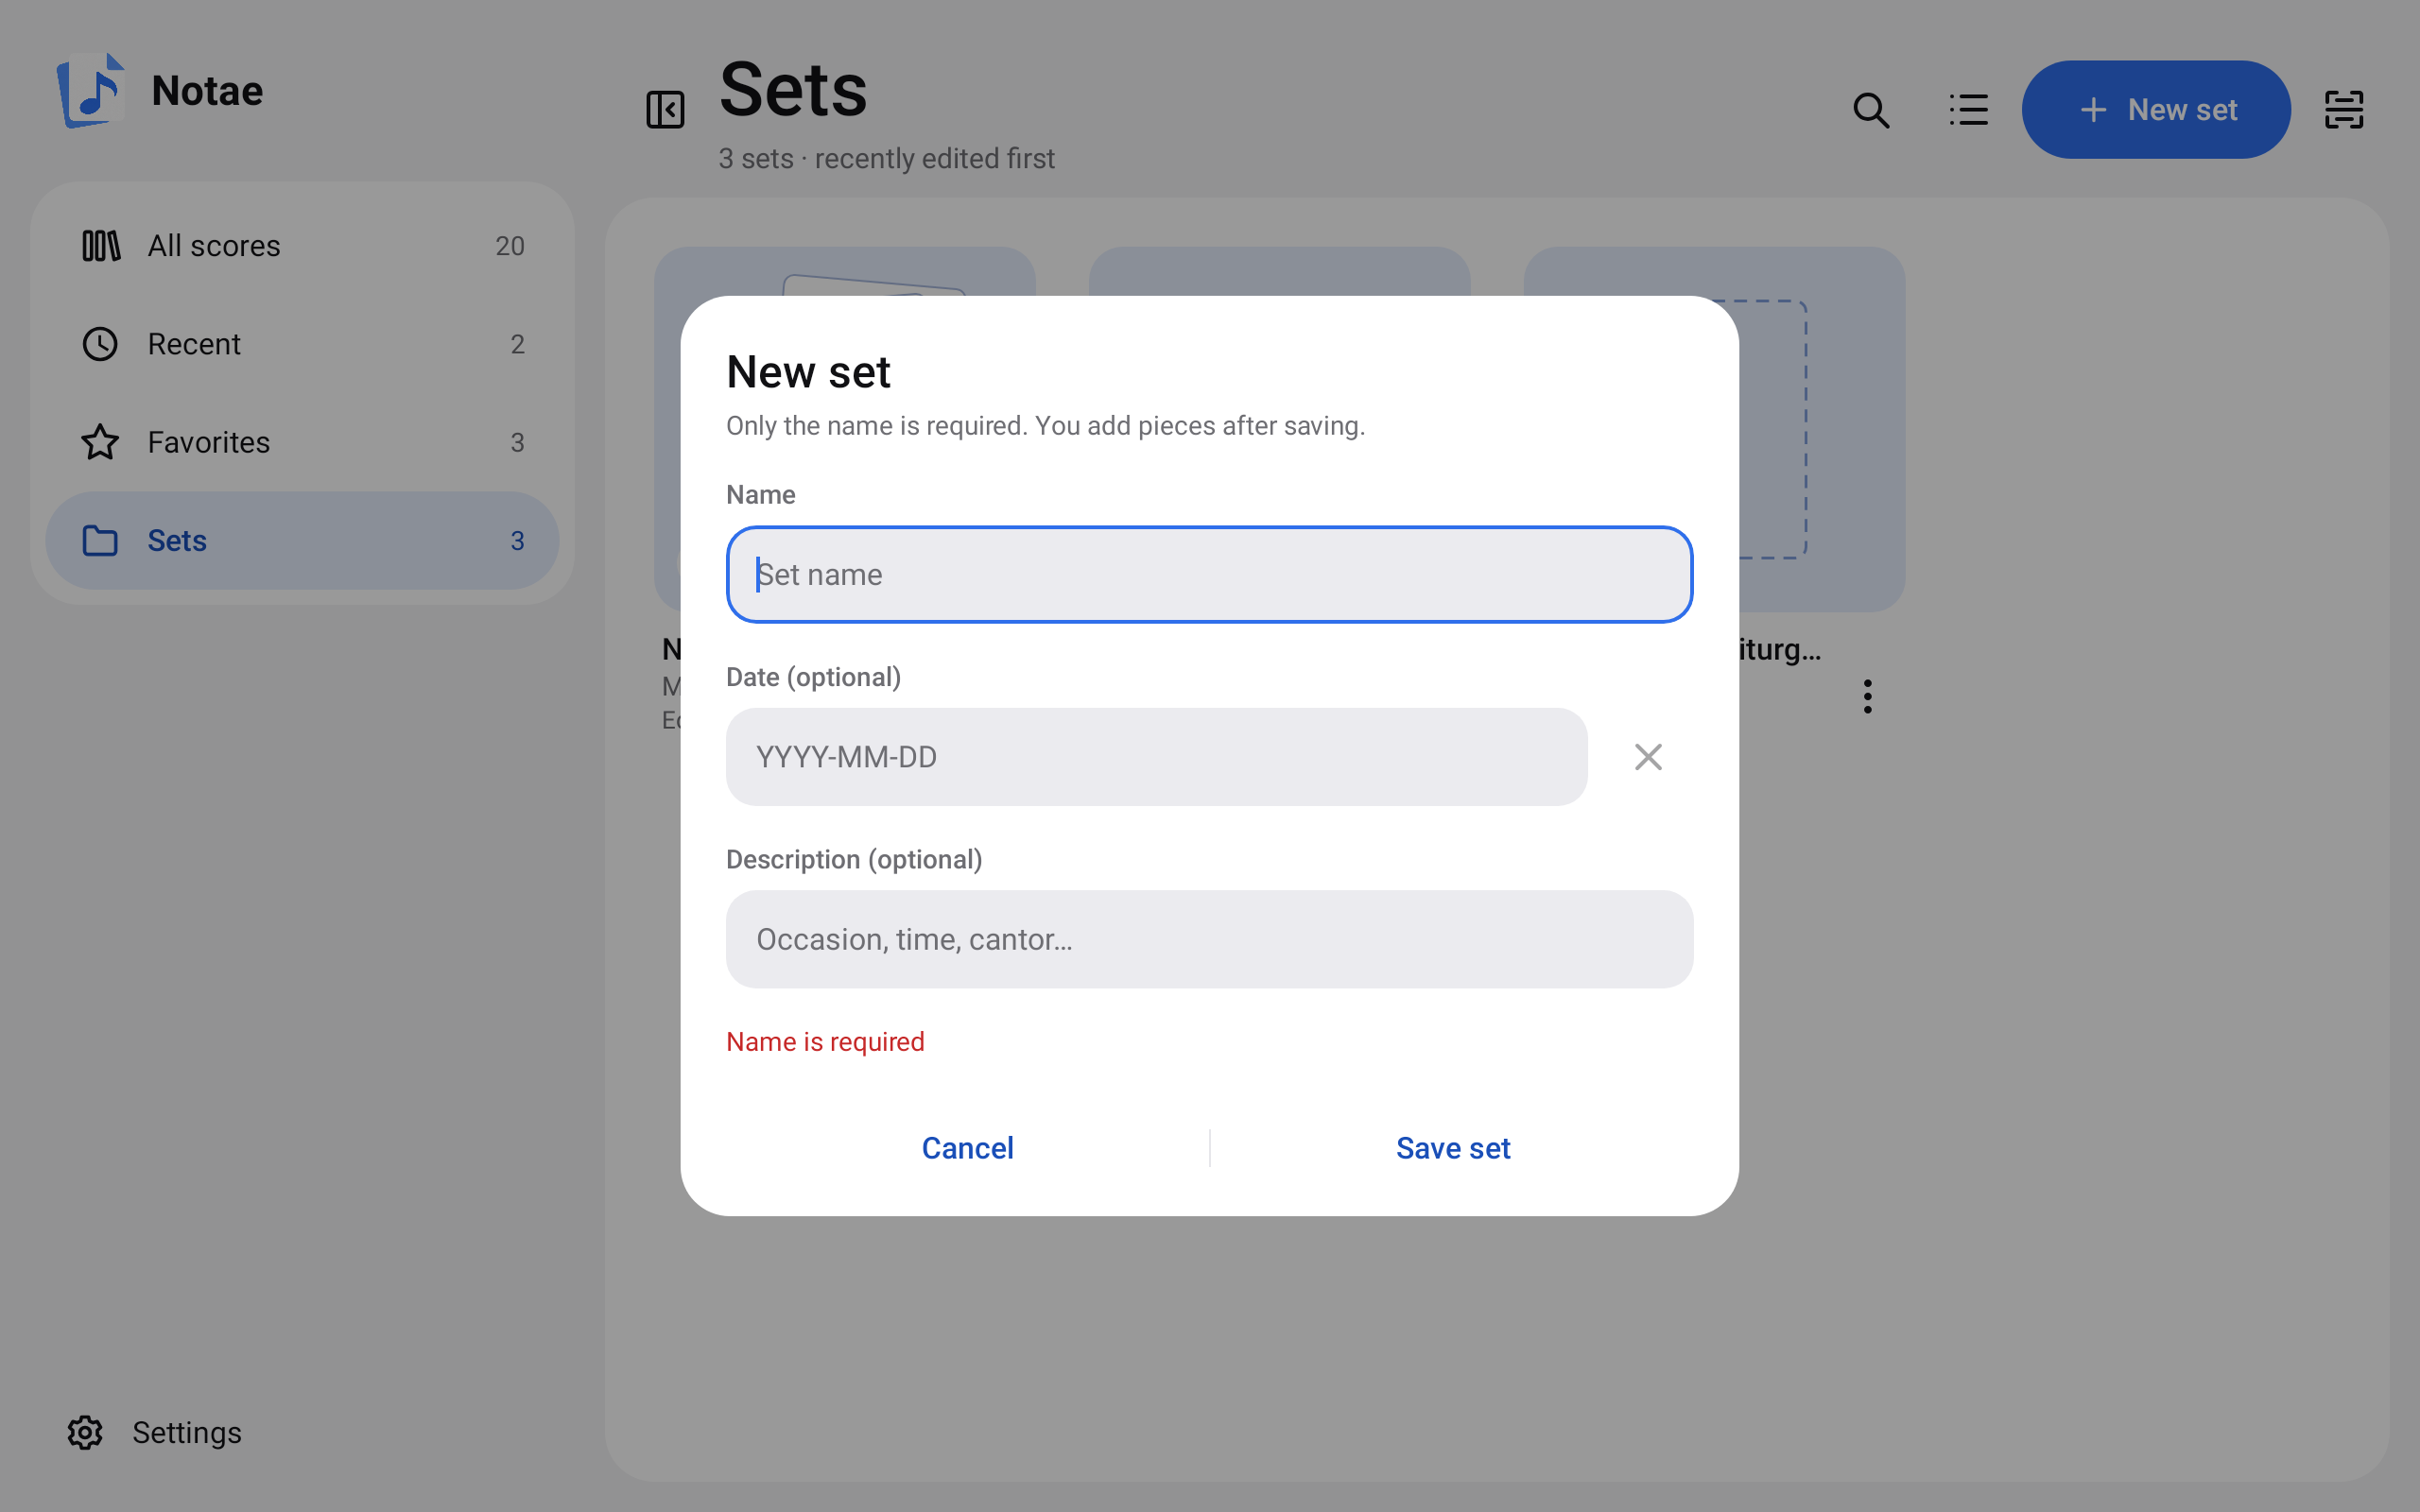 Notae
Sets
3 sets · recently edited first
New set
All scores 20
Recent 2
Favorites 3
Sets 3
New set
Only the name is required. You add pieces after saving.
Name
Set name
Date (optional)
YYYY-MM-DD
Description (optional)
Occasion, time, cantor…
Name is required
Cancel
Save set
Settings